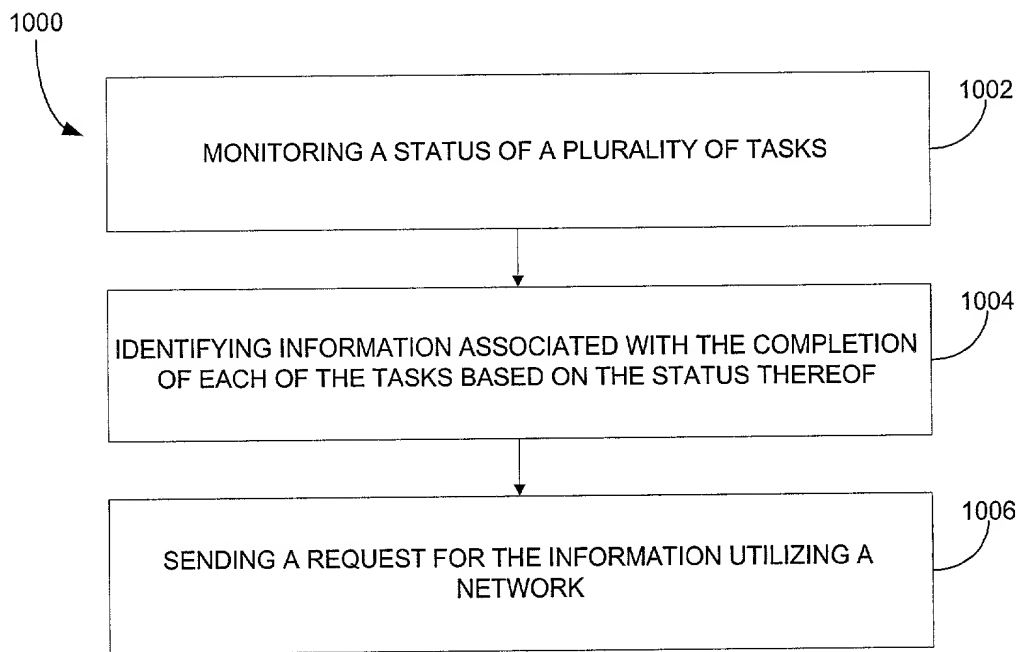 1000
1002
MONITORING A STATUS OF A PLURALITY OF TASKS
1004
IDENTIFYING INFORMATION ASSOCIATED WITH THE COMPLETION
OF EACH OF THE TASKS BASED ON THE STATUS THEREOF
1006
SENDING A REQUEST FOR THE INFORMATION UTILIZING A
NETWORK